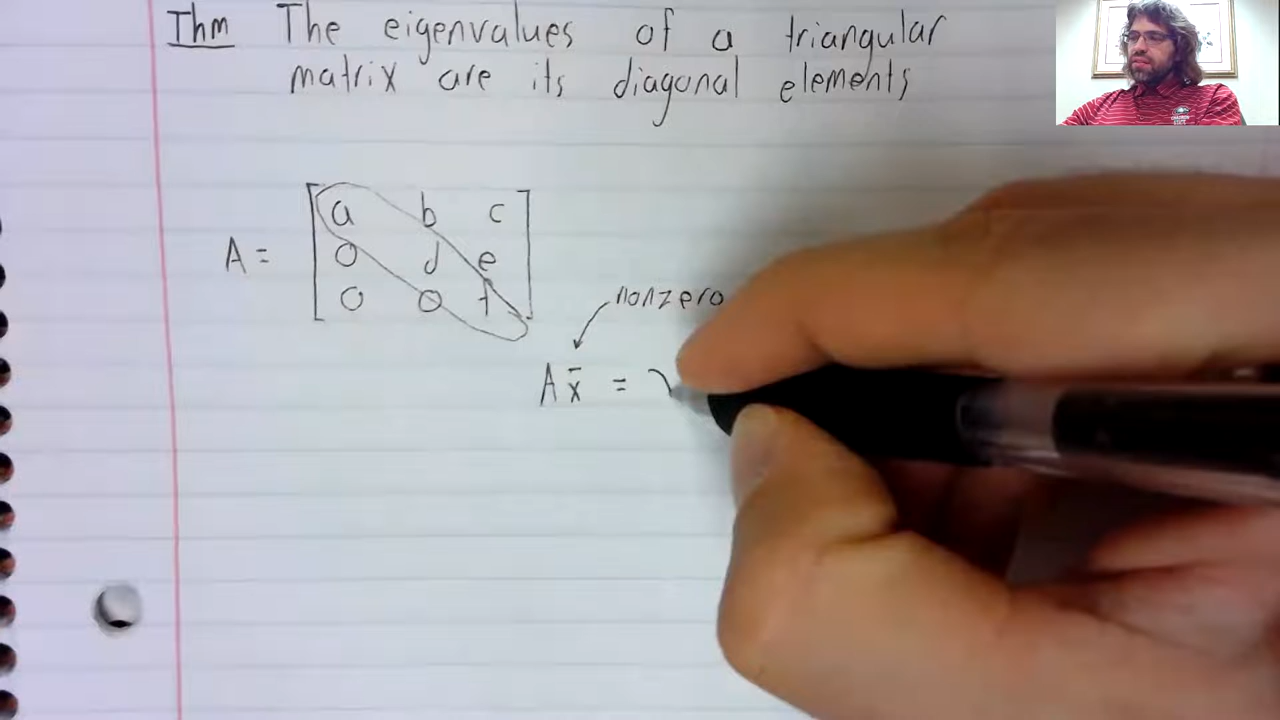 Thm The eigenvalues of a triangular
matrix are its diagonal elements
A = [a b c
0 d e
0 0 f]
nonzero
A x̄ = λ